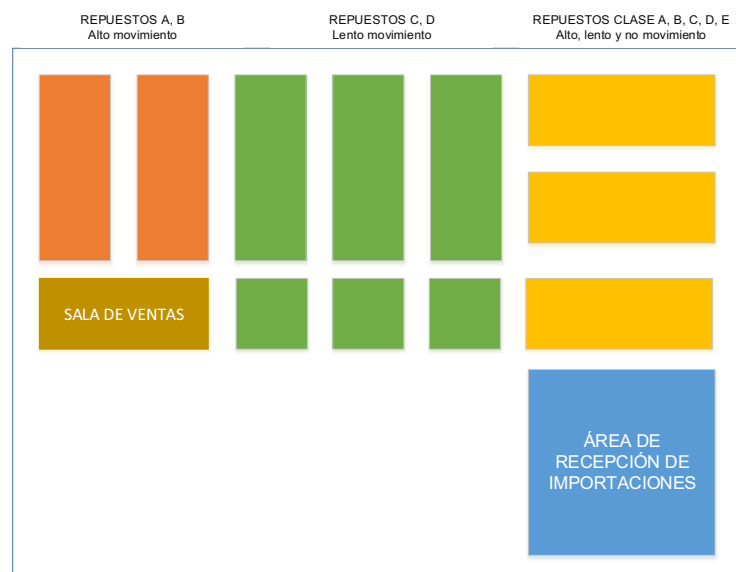 REPUESTOS A, B
Alto movimiento
REPUESTOS C, D
Lento movimiento
REPUESTOS CLASE A, B, C, D, E
Alto, lento y no movimiento
SALA DE VENTAS
ÁREA DE
RECEPCIÓN DE
IMPORTACIONES